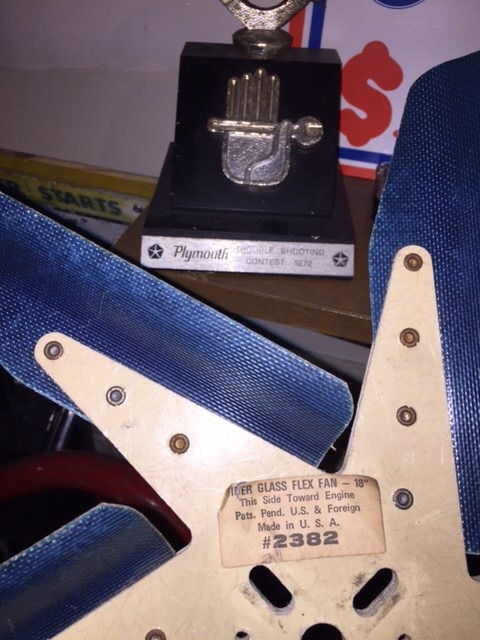 S.
R STARTS
Plymouth TROUBLE SHOOTING
CONTEST 1972
IBER GLASS FLEX FAN – 18"
This Side Toward Engine
Pats. Pend. U.S. & Foreign
Made in U. S. A.
#2382